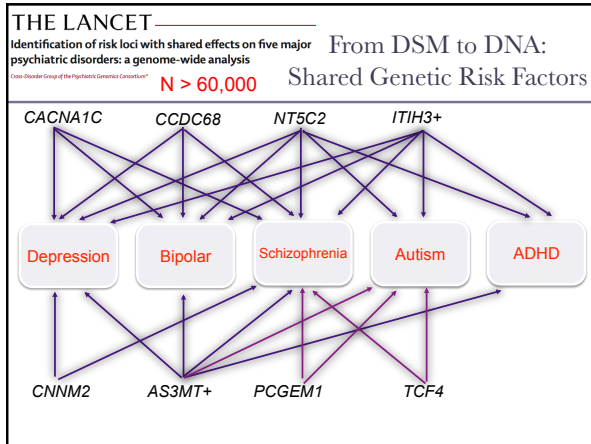 THE LANCET
Identification of risk loci with shared effects on five major
psychiatric disorders: a genome-wide analysis
Cross-Disorder Group of the Psychiatric Genomics Consortium*
N > 60,000
From DSM to DNA:
Shared Genetic Risk Factors
CACNA1C CCDC68 NT5C2 ITIH3+
Depression Bipolar Schizophrenia Autism ADHD
CNNM2 AS3MT+ PCGEM1 TCF4